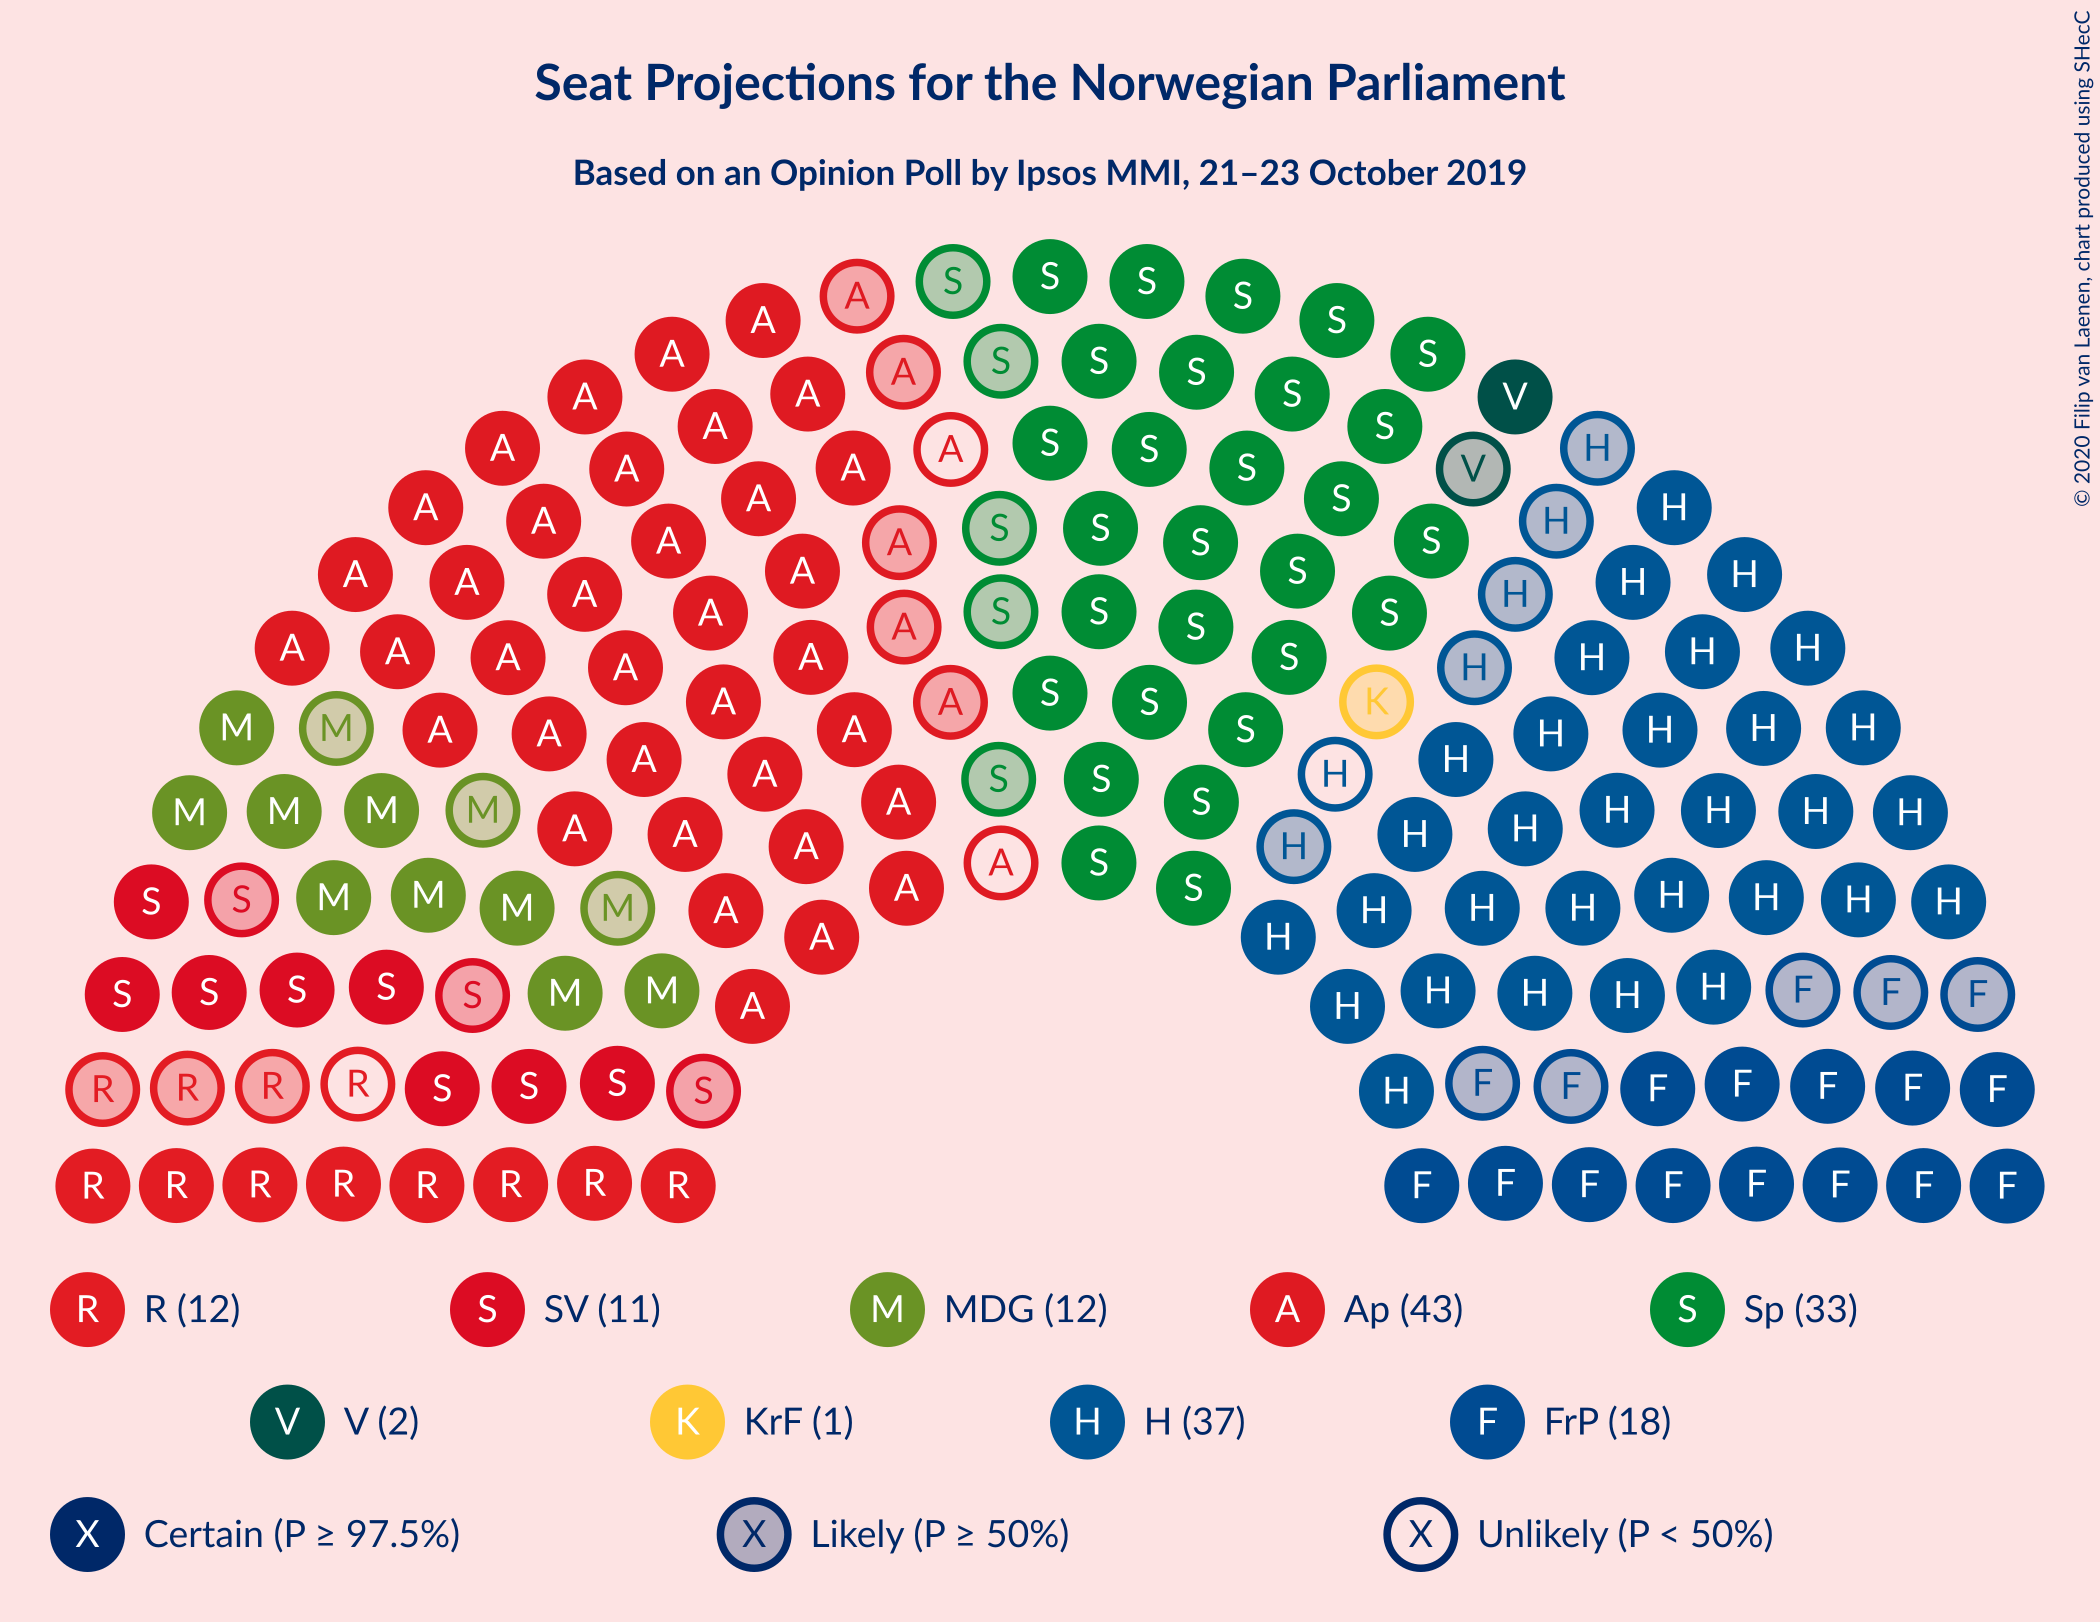 © 2020 Filip van Laenen, chart produced using SHecC
Seat Projections for the Norwegian Parliament
Based on an Opinion Poll by Ipsos MMI, 21–23 October 2019
A S S S S
A S
A A S S S S
A A S V
A A A S S S H
A A S V
A A A A A S S S S S H H
A A A A A A S S S S S H H H
A A A A A A A S S S K H H H H
M M A A A A A S S S H H H H H H
M M M M A A A A S H H H H H H H
S S M M M M A A A A S S H H H H H H H H
S S S S S M M A H H H H H F F F
R R R R S S S S H F F F F F F F
R R R R R R R R F F F F F F F F
R R (12) S SV (11) M MDG (12) A Ap (43) S Sp (33)
V V (2) K KrF (1) H H (37) F FrP (18)
X Certain (P ≥ 97.5%) X Likely (P ≥ 50%) X Unlikely (P < 50%)